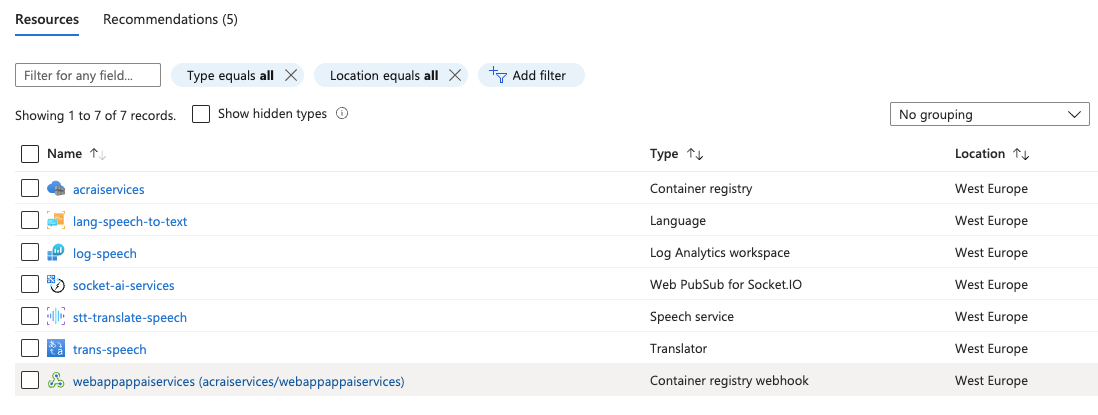 Resources Recommendations (5)
Filter for any field... Type equals all Location equals all Add filter
Showing 1 to 7 of 7 records. Show hidden types No grouping
Name Type Location
acraiservices Container registry West Europe
lang-speech-to-text Language West Europe
log-speech Log Analytics workspace West Europe
socket-ai-services Web PubSub for Socket.IO West Europe
stt-translate-speech Speech service West Europe
trans-speech Translator West Europe
webappappaiservices (acraiservices/webappappaiservices) Container registry webhook West Europe